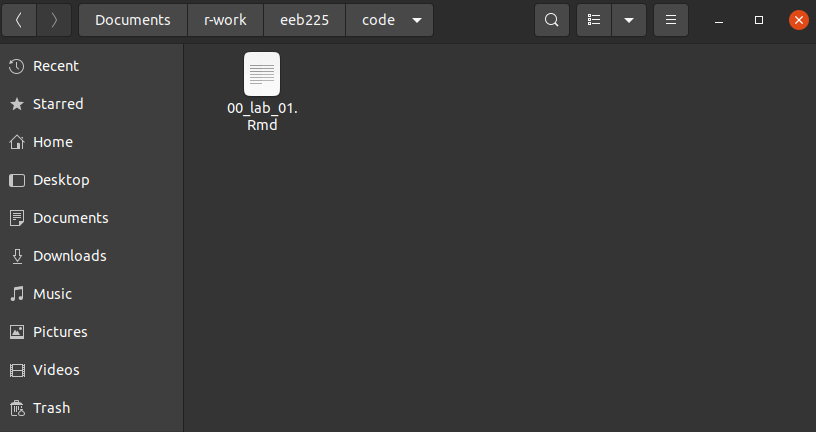 Documents r-work eeb225 code
Recent
Starred
Home
Desktop
Documents
Downloads
Music
Pictures
Videos
Trash
00_lab_01.
Rmd